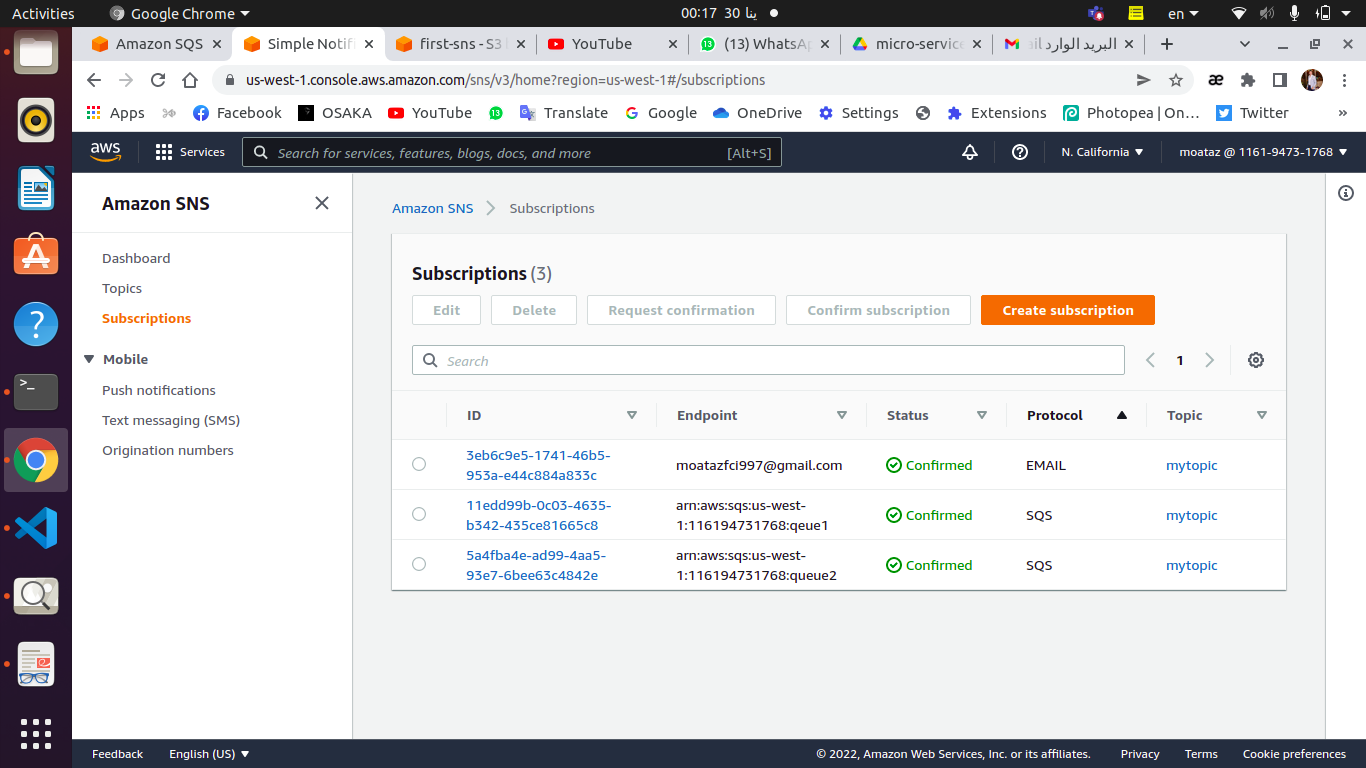 Activities
Google Chrome
00:17 30 ينا
en
Amazon SQS
Simple Notif
first-sns - S3
YouTube
(13) WhatsAp
micro-service
البريد الوارد ail
us-west-1.console.aws.amazon.com/sns/v3/home?region=us-west-1#/subscriptions
æ
Apps
Facebook
OSAKA
YouTube
13
Translate
Google
OneDrive
Settings
Extensions
Photopea | On…
Twitter
»
aws
Services
Search for services, features, blogs, docs, and more
[Alt+S]
N. California
moataz @ 1161-9473-1768
Amazon SNS
Dashboard
Topics
Subscriptions
Mobile
Push notifications
Text messaging (SMS)
Origination numbers
Amazon SNS
Subscriptions
Subscriptions (3)
Edit
Delete
Request confirmation
Confirm subscription
Create subscription
Search
1
ID
Endpoint
Status
Protocol
Topic
3eb6c9e5-1741-46b5-
953a-e44c884a833c
moatazfci997@gmail.com
Confirmed
EMAIL
mytopic
11edd99b-0c03-4635-
b342-435ce81665c8
arn:aws:sqs:us-west-
1:116194731768:qeue1
Confirmed
SQS
mytopic
5a4fba4e-ad99-4aa5-
93e7-6bee63c4842e
arn:aws:sqs:us-west-
1:116194731768:queue2
Confirmed
SQS
mytopic
Feedback
English (US)
© 2022, Amazon Web Services, Inc. or its affiliates.
Privacy
Terms
Cookie preferences